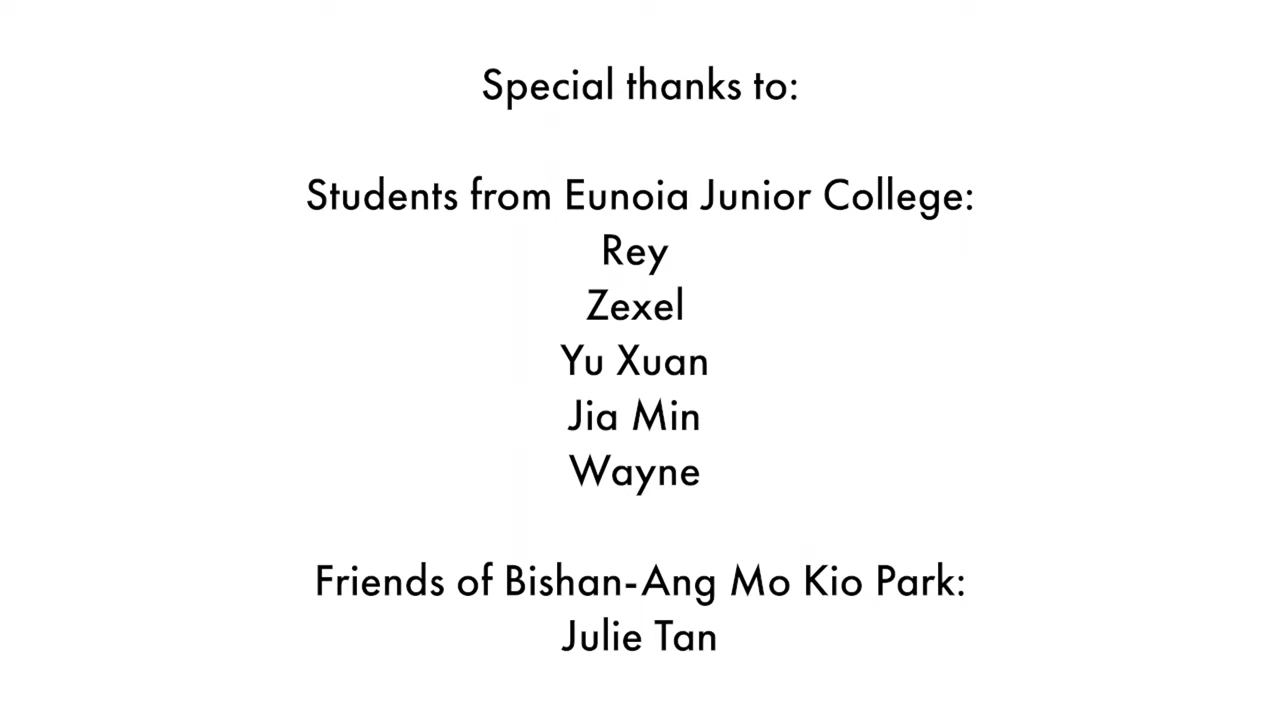 Special thanks to:
Students from Eunoia Junior College:
Rey
Zexel
Yu Xuan
Jia Min
Wayne
Friends of Bishan-Ang Mo Kio Park:
Julie Tan